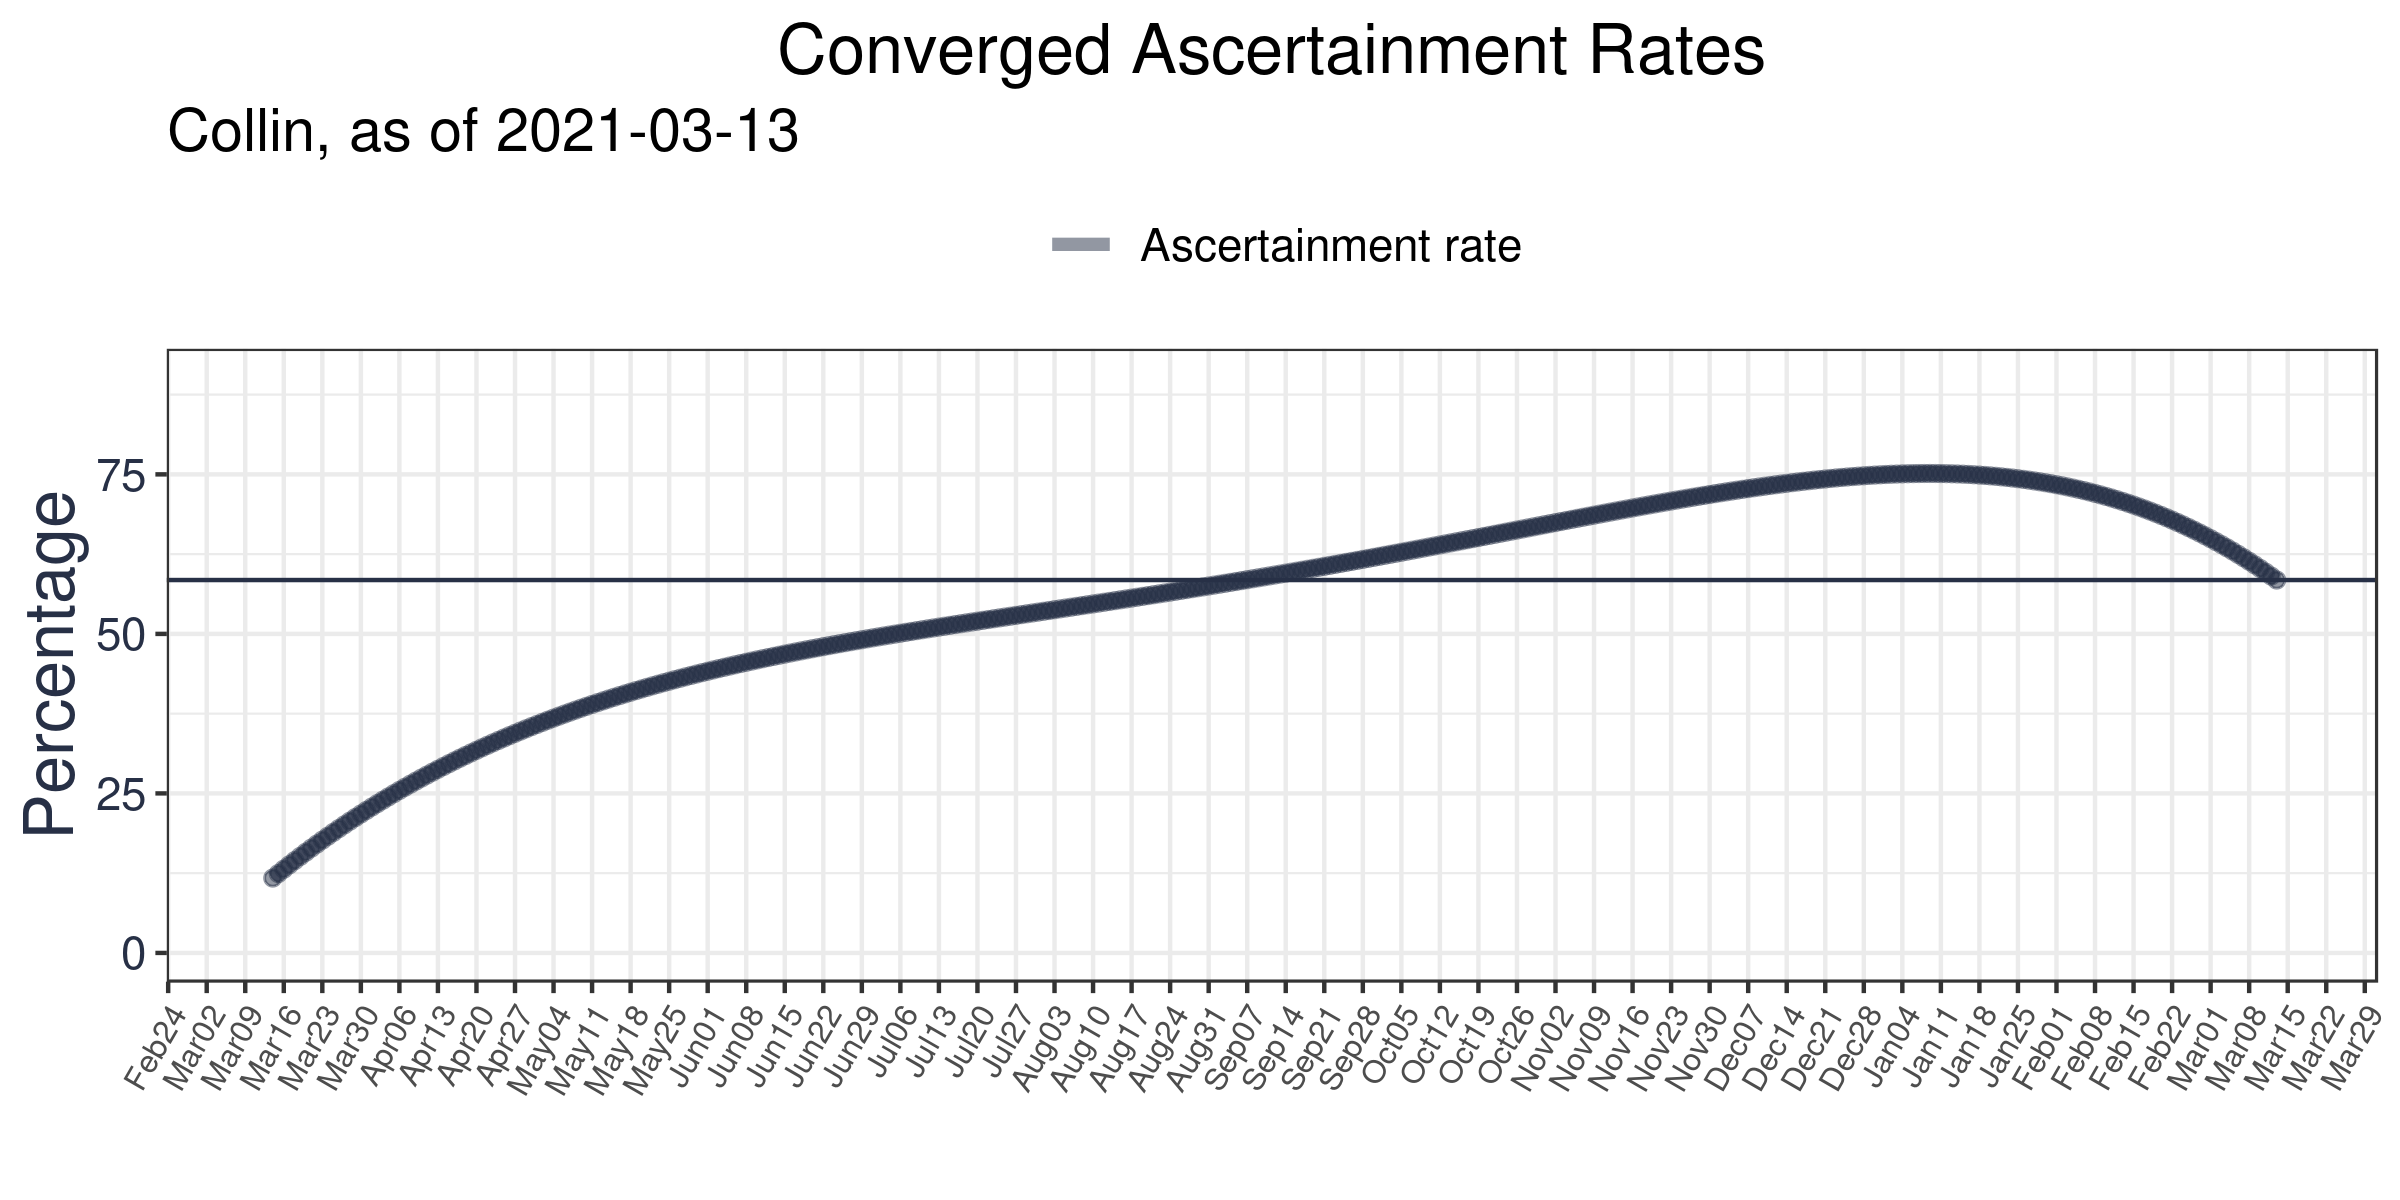 Converged Ascertainment Rates
Collin, as of 2021-03-13
Ascertainment rate
Percentage
75
50
25
0
Feb24
Mar02
Mar09
Mar16
Mar23
Mar30
Apr06
Apr13
Apr20
Apr27
May04
May11
May18
May25
Jun01
Jun08
Jun15
Jun22
Jun29
Jul06
Jul13
Jul20
Jul27
Aug03
Aug10
Aug17
Aug24
Aug31
Sep07
Sep14
Sep21
Sep28
Oct05
Oct12
Oct19
Oct26
Nov02
Nov09
Nov16
Nov23
Nov30
Dec07
Dec14
Dec21
Dec28
Jan04
Jan11
Jan18
Jan25
Feb01
Feb08
Feb15
Feb22
Mar01
Mar08
Mar15
Mar22
Mar29